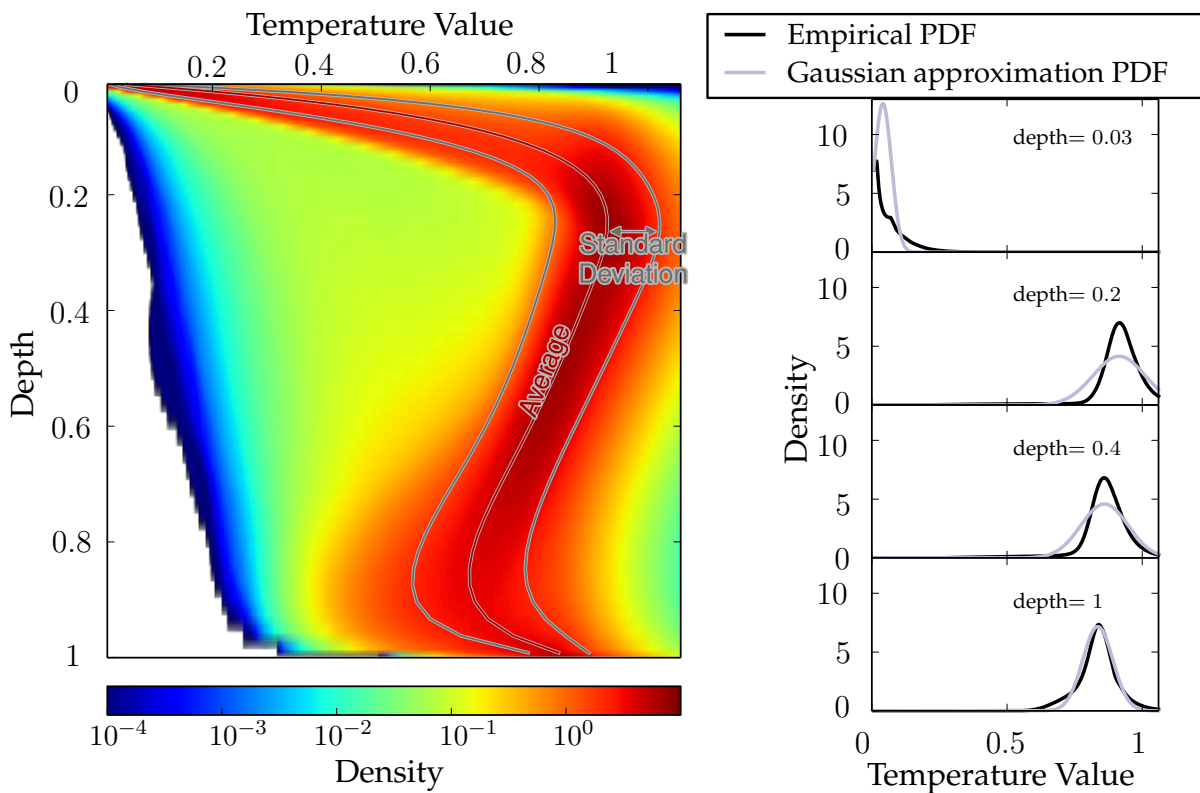 Temperature Value
0.2 0.4 0.6 0.8 1
0
0.2
0.4
0.6
0.8
1
Depth
Standard
Deviation
Average
10⁻⁴ 10⁻³ 10⁻² 10⁻¹ 10⁰
Density
Empirical PDF
Gaussian approximation PDF
depth= 0.03
10
5
0
depth= 0.2
10
5
0
depth= 0.4
10
5
0
depth= 1
10
5
0
Density
0 0.5 1
Temperature Value